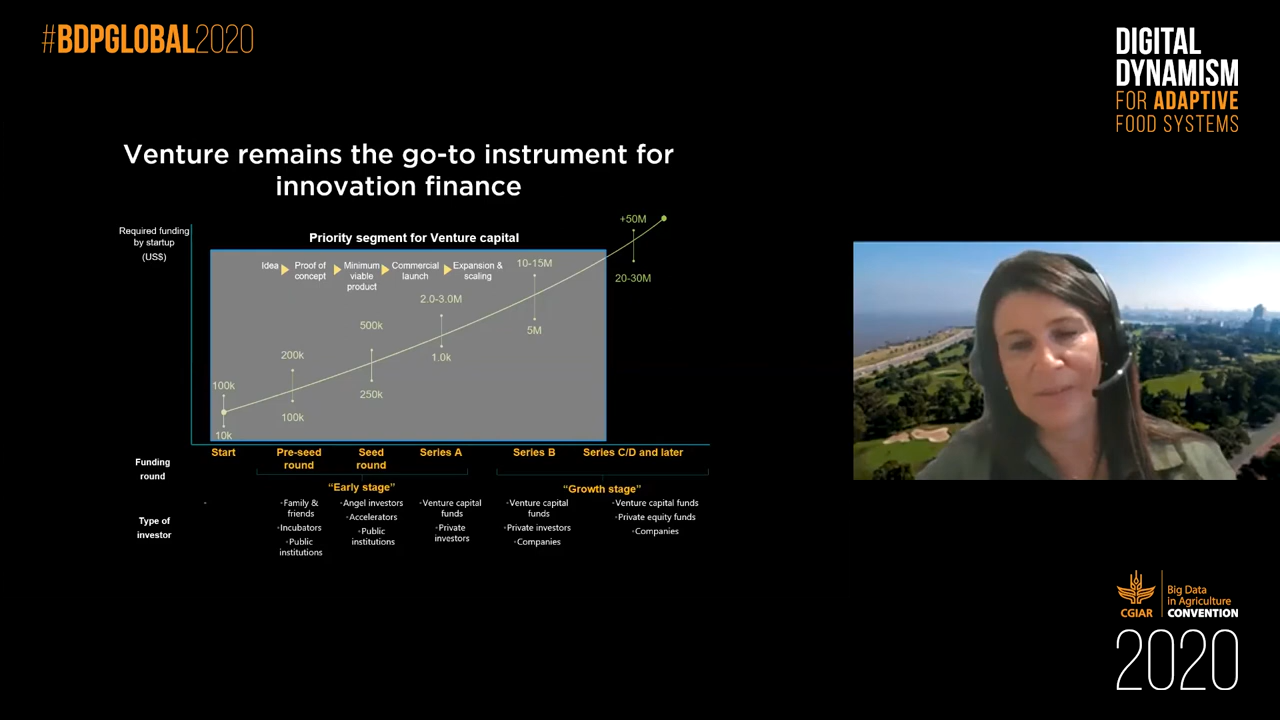 #BDPGLOBAL2020
DIGITAL
DYNAMISM
FOR ADAPTIVE
FOOD SYSTEMS
Venture remains the go-to instrument for
innovation finance
Required funding
by startup
(US$)
Priority segment for Venture capital
Idea
Proof of
concept
Minimum
viable
product
Commercial
launch
Expansion &
scaling
100k
10k
200k
100k
500k
250k
2.0-3.0M
1.0k
10-15M
5M
+50M
20-30M
Funding
round
Start
Pre-seed
round
Seed
round
Series A
Series B
Series C/D and later
“Early stage”
“Growth stage”
Type of
investor
-
-Family &
friends
-Incubators
-Public
institutions
-Angel investors
-Accelerators
-Public
institutions
-Venture capital
funds
-Private
investors
-Venture capital
funds
-Private investors
-Companies
-Venture capital funds
-Private equity funds
-Companies
CGIAR
Big Data
in Agriculture
CONVENTION
2020